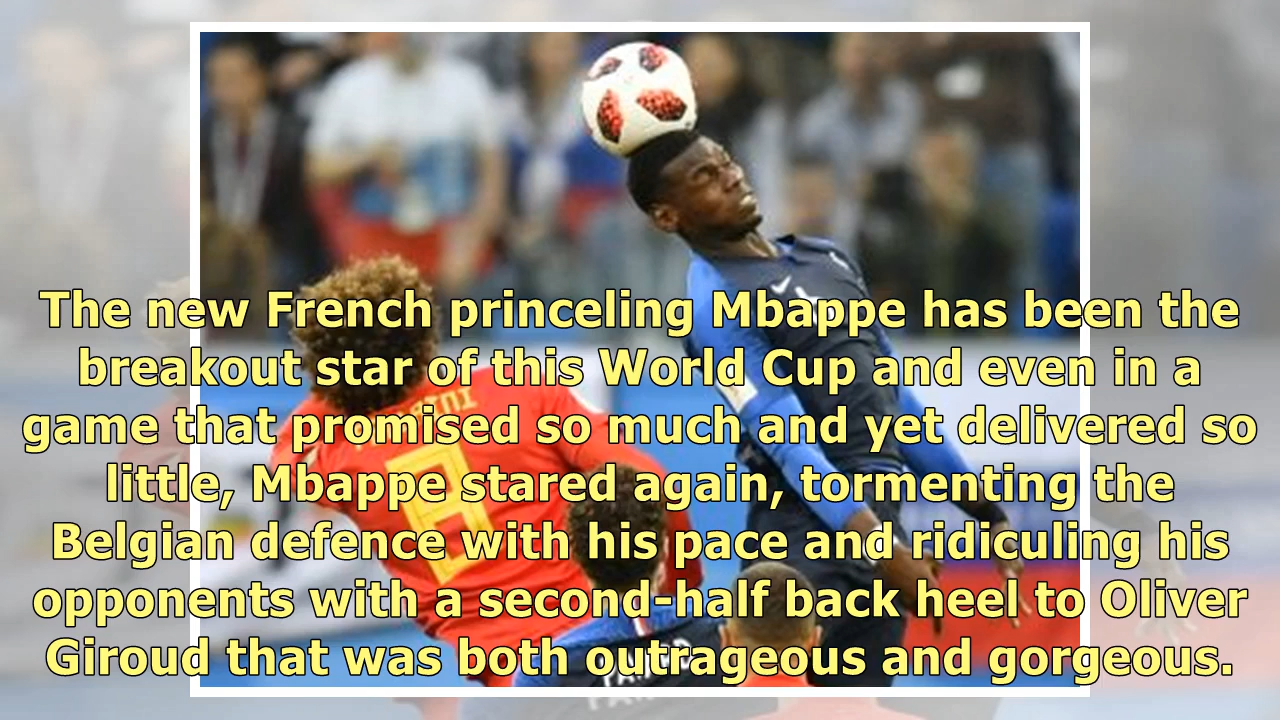 The new French princeling Mbappe has been the
breakout star of this World Cup and even in a
game that promised so much and yet delivered so
little, Mbappe stared again, tormenting the
Belgian defence with his pace and ridiculing his
opponents with a second-half back heel to Oliver
Giroud that was both outrageous and gorgeous.
8